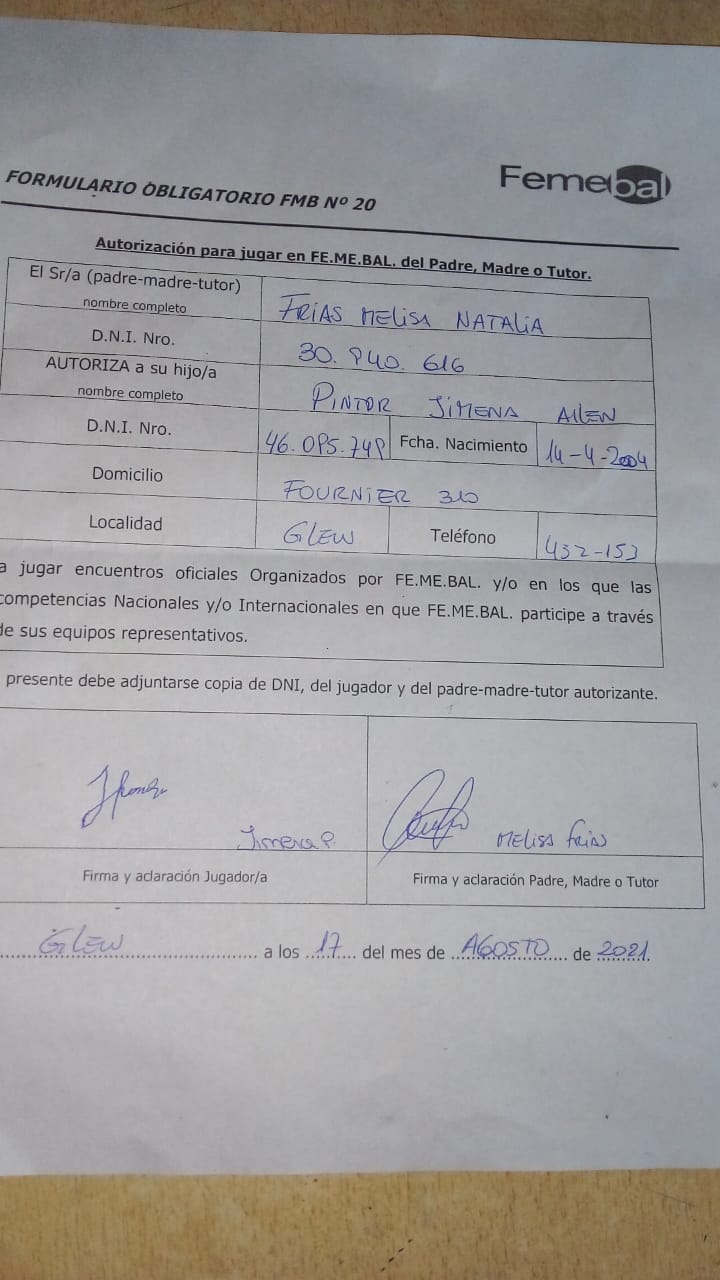 Femebal
FORMULARIO OBLIGATORIO FMB Nº 20
Autorización para jugar en FE.ME.BAL. del Padre, Madre o Tutor.
El Sr/a (padre-madre-tutor)
nombre completo
FRIAS MELISA NATALIA
D.N.I. Nro.
30.940.616
AUTORIZA a su hijo/a
nombre completo
PINTOR JIMENA AILEN
D.N.I. Nro.
46.095.749
Fcha. Nacimiento
14-4-2004
Domicilio
FOURNIER 310
Localidad
GLEW
Teléfono
432-153
a jugar encuentros oficiales Organizados por FE.ME.BAL. y/o en los que las
competencias Nacionales y/o Internacionales en que FE.ME.BAL. participe a través
de sus equipos representativos.
presente debe adjuntarse copia de DNI, del jugador y del padre-madre-tutor autorizante.
Jimena P.
MELISA FRIAS
Firma y aclaración Jugador/a
Firma y aclaración Padre, Madre o Tutor
GLEW a los 17 del mes de AGOSTO de 2021.